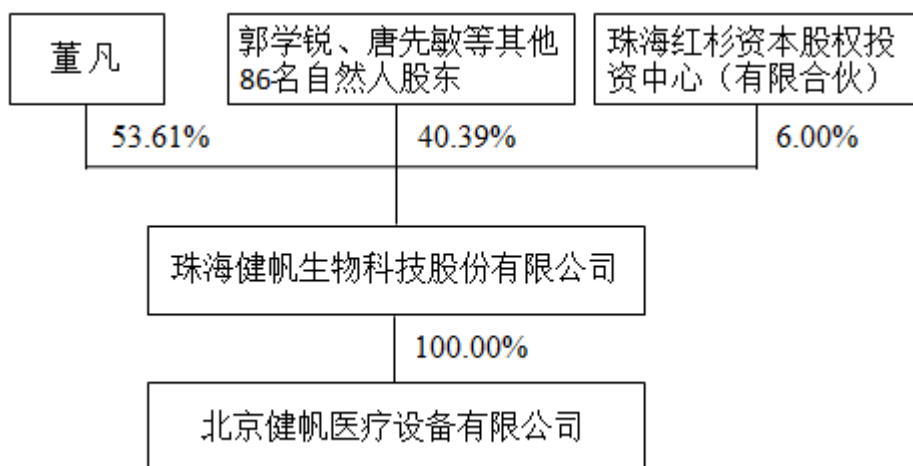 董凡
郭学锐、唐先敏等其他
86名自然人股东
珠海红杉资本股权投
资中心（有限合伙）
53.61%
40.39%
6.00%
珠海健帆生物科技股份有限公司
100.00%
北京健帆医疗设备有限公司